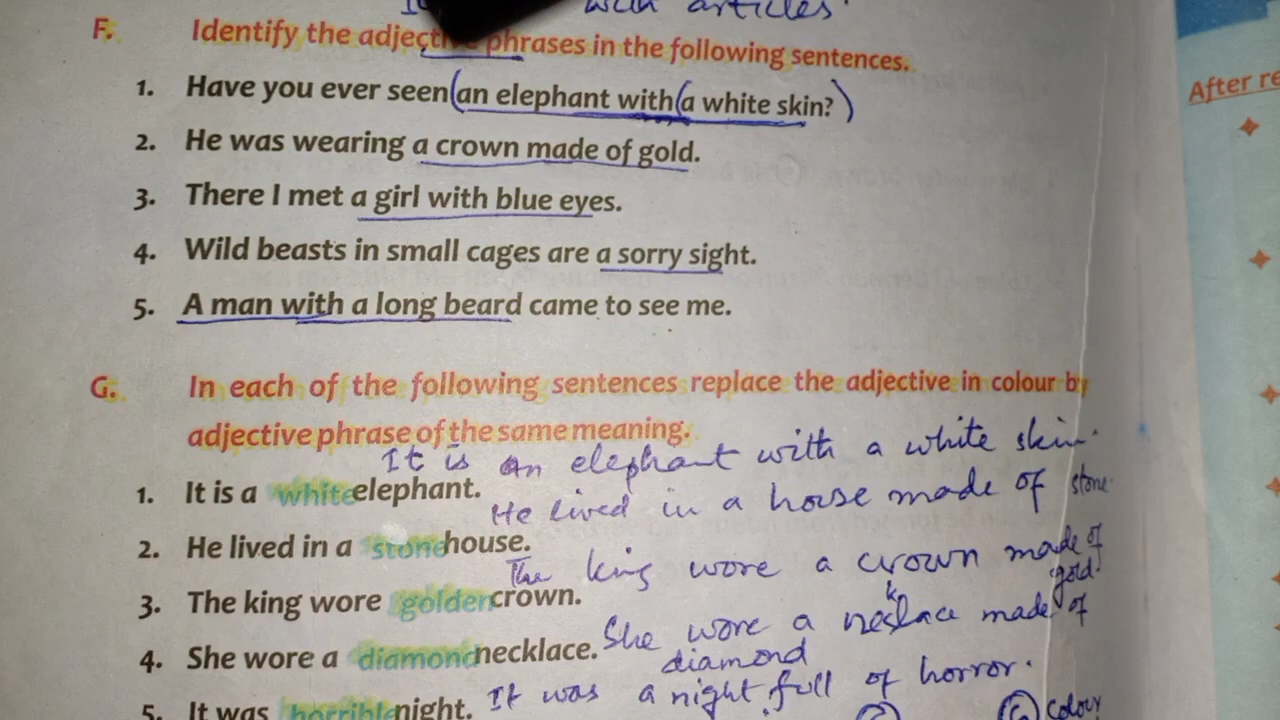 with articles
F. Identify the adjective phrases in the following sentences.
1. Have you ever seen (an elephant with (a white skin?)
2. He was wearing a crown made of gold.
3. There I met a girl with blue eyes.
4. Wild beasts in small cages are a sorry sight.
5. A man with a long beard came to see me.
After re
G. In each of the following sentences replace the adjective in colour by
adjective phrase of the same meaning.
It is an elephant with a white skin.
1. It is a white elephant.
He lived in a house made of stone.
2. He lived in a stone house.
The king wore a crown made of
gold.
3. The king wore golden crown.
She wore a necklace made of
diamond
4. She wore a diamond necklace.
It was a night full of horror.
5. It was horrible night.
colour